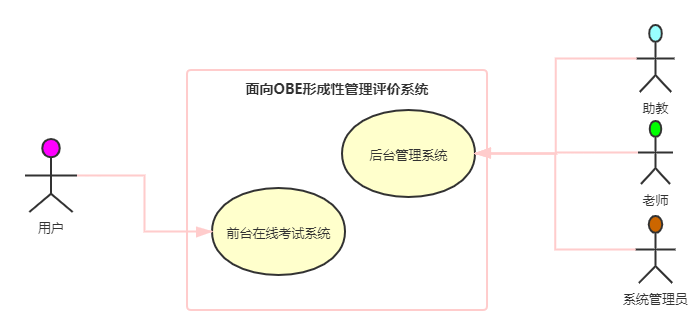 面向OBE形成性管理评价系统
后台管理系统
前台在线考试系统
用户
助教
老师
系统管理员